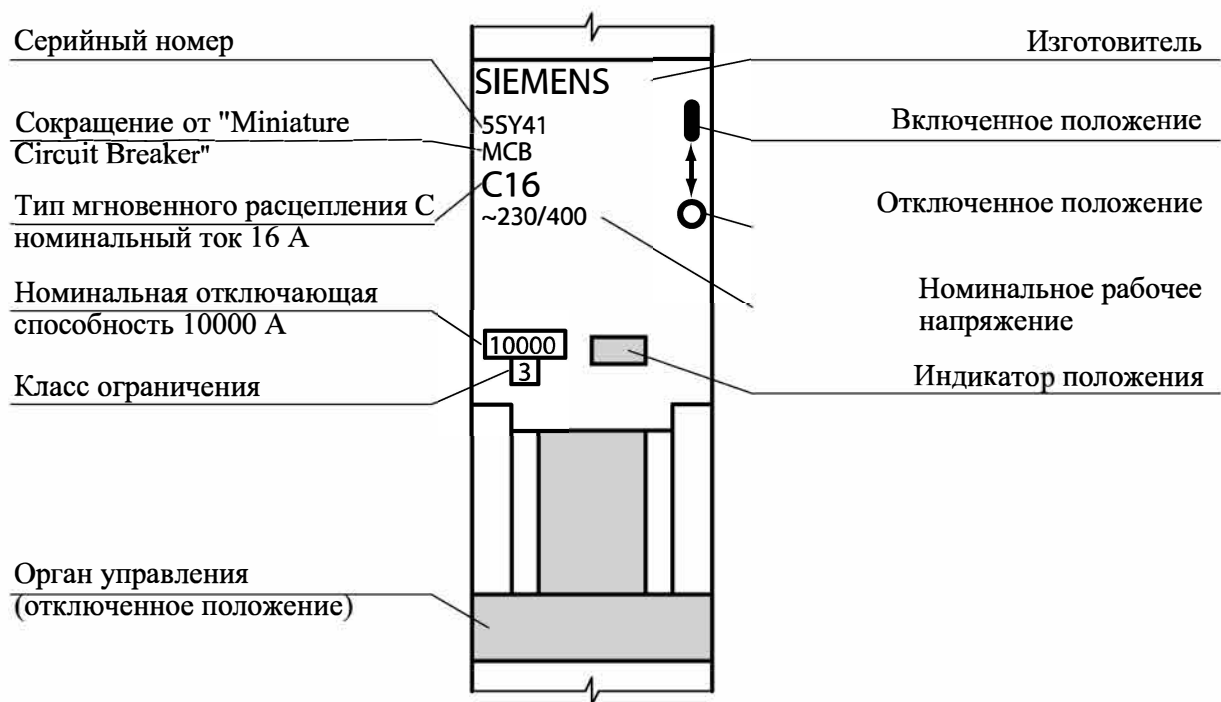 Серийный номер
Сокращение от "Miniature
Circuit Breaker"
Тип мгновенного расцепления С
номинальный ток 16 А
Номинальная отключающая
способность 10000 А
Класс ограничения
Орган управления
(отключенное положение)
SIEMENS
5SY41
MCB
C16
~230/400
10000
3
Изготовитель
Включенное положение
Отключенное положение
Номинальное рабочее
напряжение
Индикатор положения